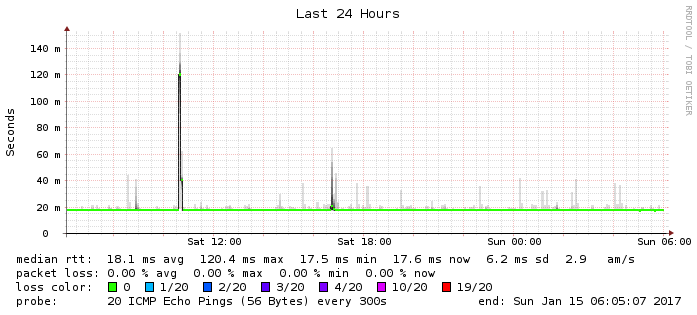 Last 24 Hours
RRDTOOL / TOBI OETIKER
Seconds
140 m
120 m
100 m
80 m
60 m
40 m
20 m
0
Sat 12:00 Sat 18:00 Sun 00:00 Sun 06:00
median rtt: 18.1 ms avg 120.4 ms max 17.5 ms min 17.6 ms now 6.2 ms sd 2.9 am/s
packet loss: 0.00 % avg 0.00 % max 0.00 % min 0.00 % now
loss color: 0 1/20 2/20 3/20 4/20 10/20 19/20
probe: 20 ICMP Echo Pings (56 Bytes) every 300s end: Sun Jan 15 06:05:07 2017